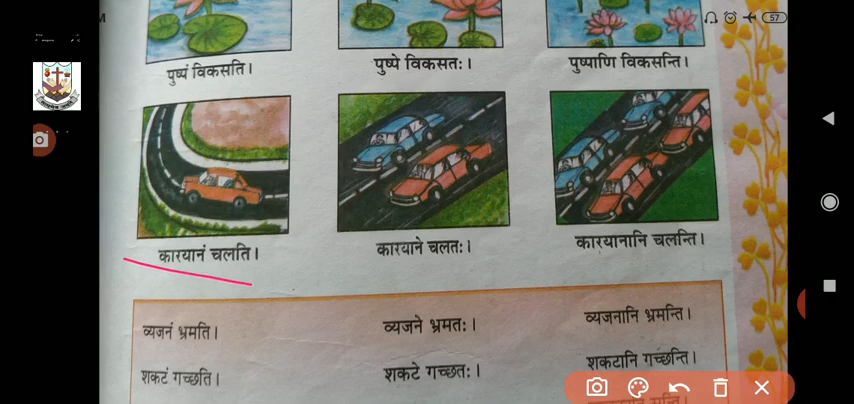 M
57
पुष्पं विकसति।
पुष्पे विकसतः।
पुष्पाणि विकसन्ति।
कारयानं चलति।
कारयाने चलतः।
कारयानानि चलन्ति।
व्यजनं भ्रमति।
व्यजने भ्रमतः।
व्यजनानि भ्रमन्ति।
शकटं गच्छति।
शकटे गच्छतः।
शकटानि गच्छन्ति।